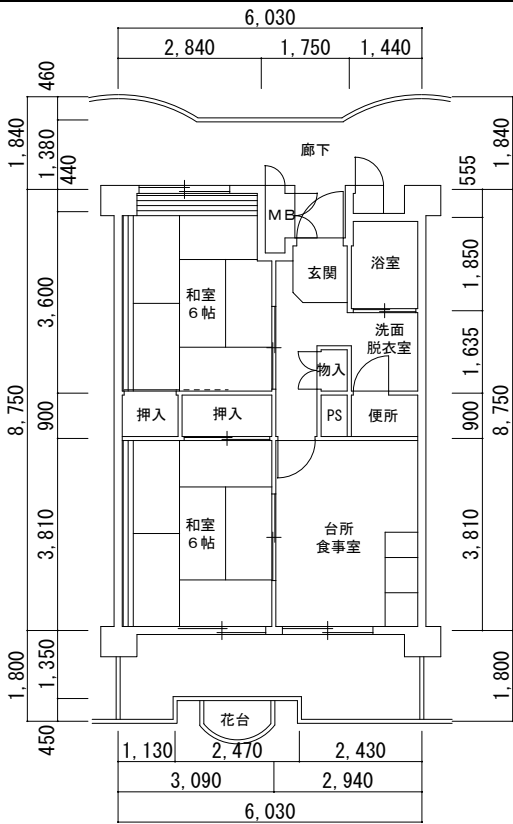 6,030
2,840
1,750
1,440
460
1,840
1,380
440
廊下
1,840
555
MB
玄関
浴室
1,850
和室
6帖
3,600
洗面
脱衣室
1,635
物入
8,750
900
押入
押入
PS
便所
900
8,750
和室
6帖
台所
食事室
3,810
3,810
1,800
1,350
450
1,800
花台
1,130
2,470
2,430
3,090
2,940
6,030